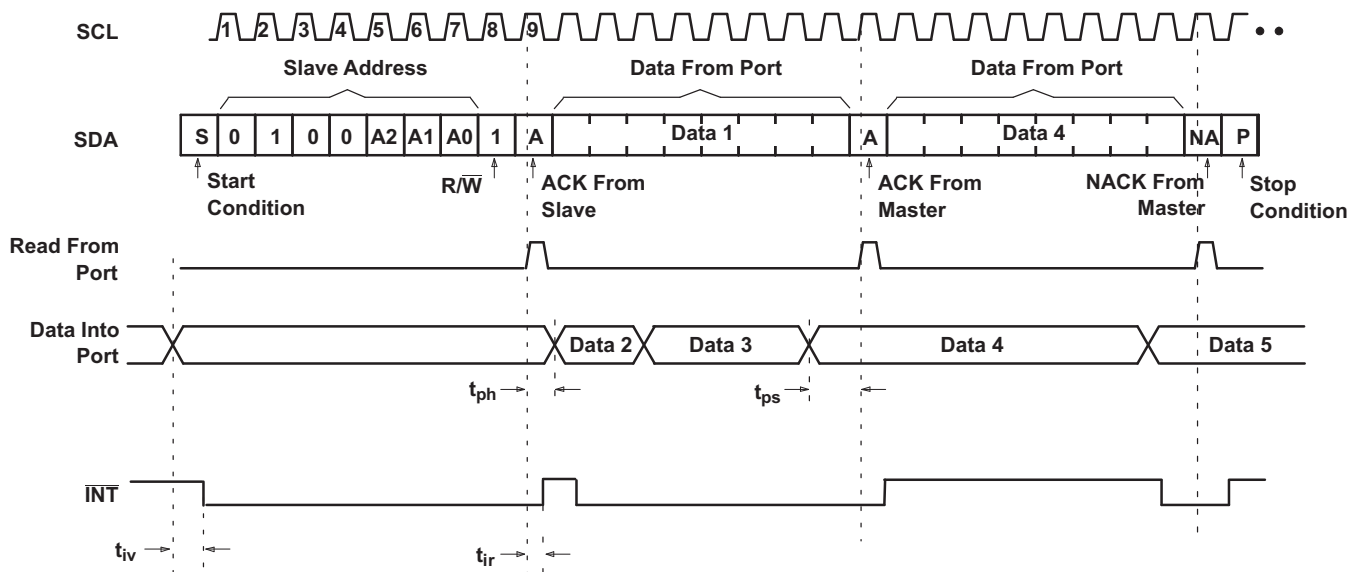 SCL 1 2 3 4 5 6 7 8 9
Slave Address Data From Port Data From Port
SDA S 0 1 0 0 A2 A1 A0 1 A Data 1 A Data 4 NA P
Start Condition
R/W̅
ACK From Slave
ACK From Master
NACK From Master
Stop Condition
Read From Port
Data Into Port
Data 2 Data 3 Data 4 Data 5
tph tps
I̅N̅T̅
tiv tir